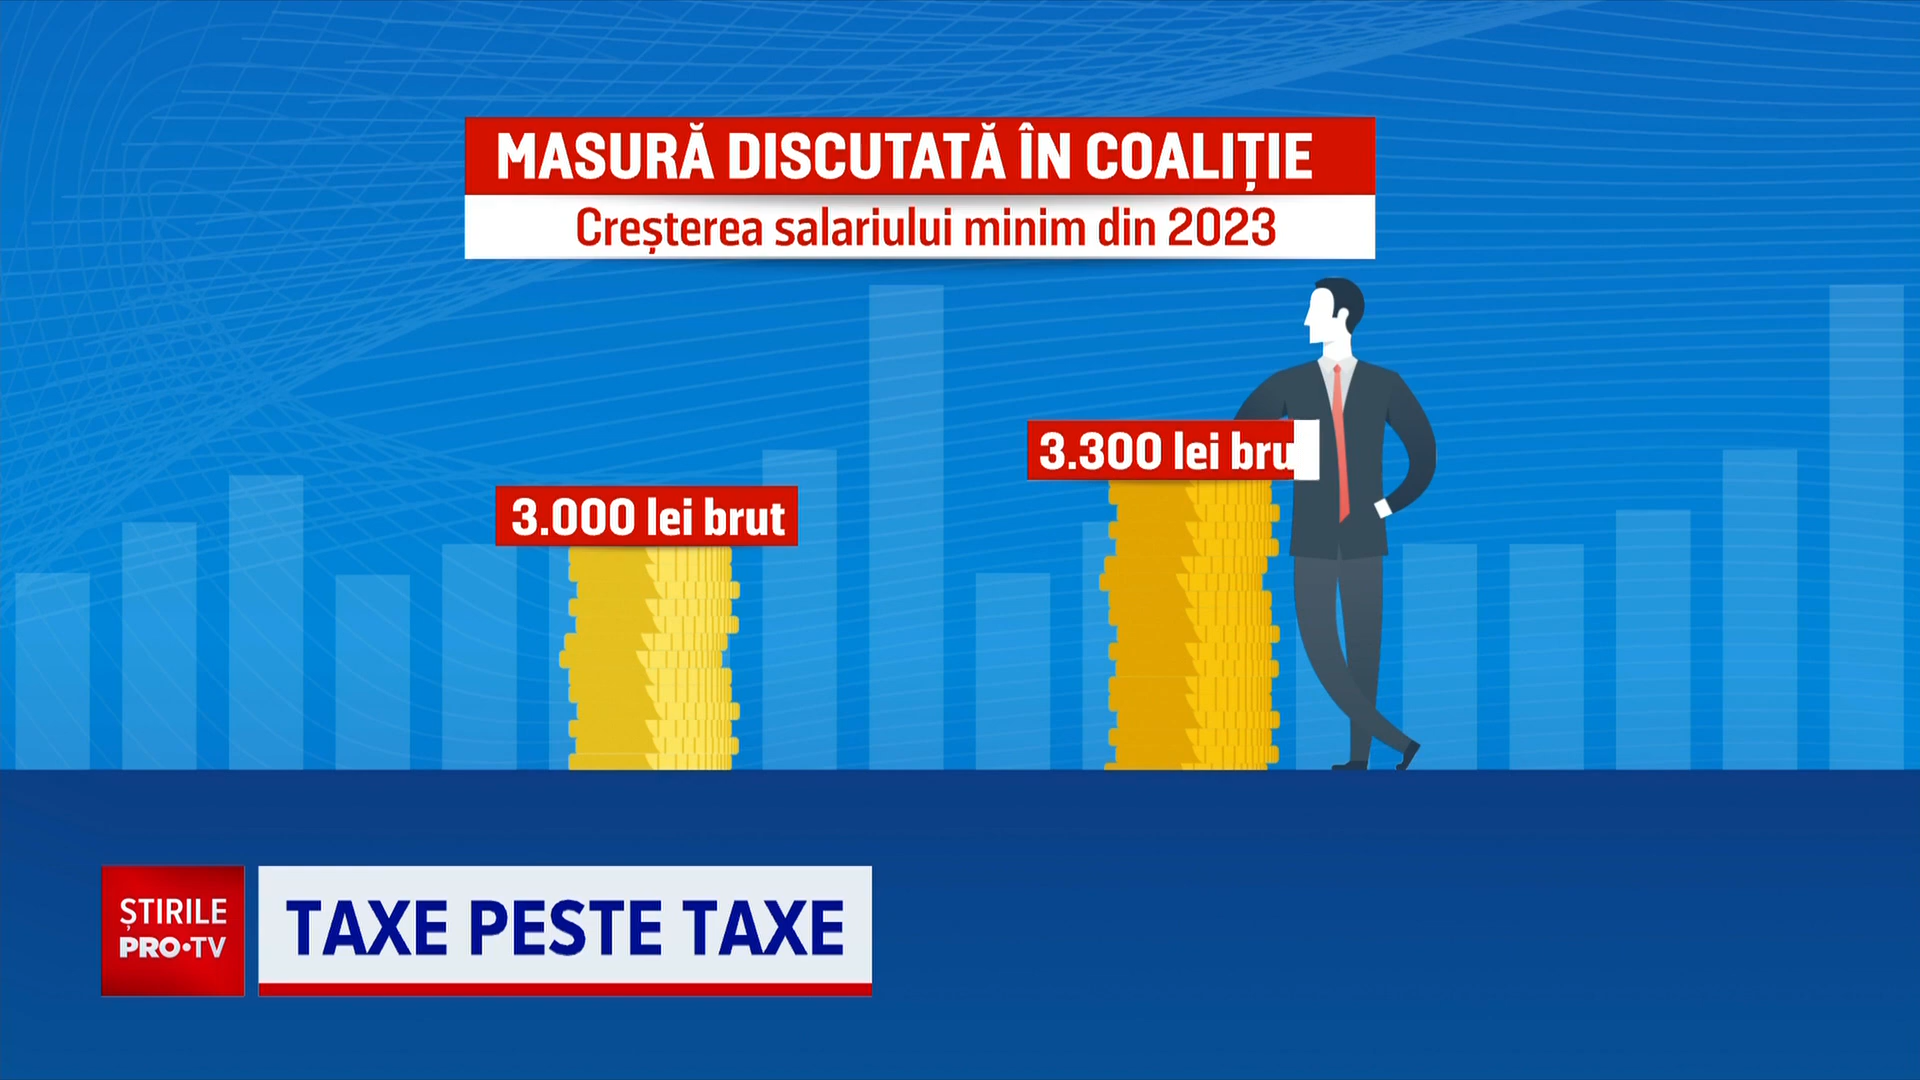 MASURĂ DISCUTATĂ ÎN COALIȚIE
Creșterea salariului minim din 2023
3.300 lei bru
3.000 lei brut
ȘTIRILE
PRO•TV
TAXE PESTE TAXE